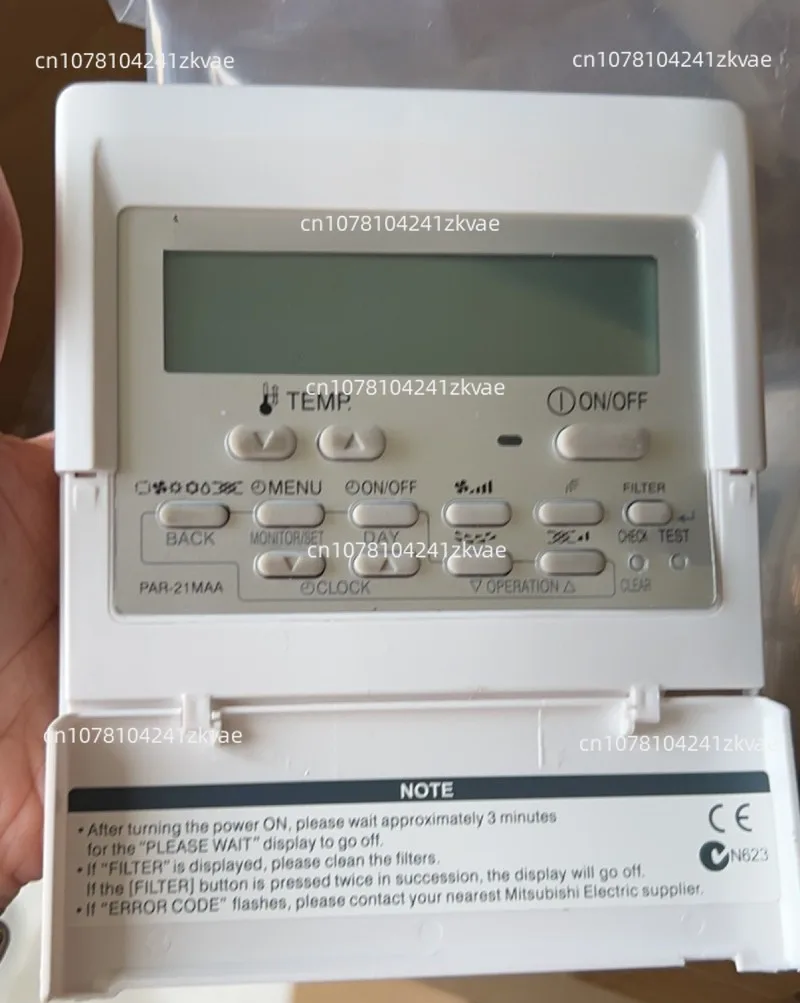 cn1078104241zkvae cn1078104241zkvae
cn1078104241zkvae
cn1078104241zkvae
TEMP. ON/OFF
MENU ON/OFF FILTER
BACK MONITOR/SET DAY CHECK TEST
cn1078104241zkvae
PAR-21MAA CLOCK ▽ OPERATION △ CLEAR
cn1078104241zkvae cn1078104241zkvae
NOTE
• After turning the power ON, please wait approximately 3 minutes
for the "PLEASE WAIT" display to go off.
• If "FILTER" is displayed, please clean the filters.
If the [FILTER] button is pressed twice in succession, the display will go off.
• If "ERROR CODE" flashes, please contact your nearest Mitsubishi Electric supplier.
CE
N623